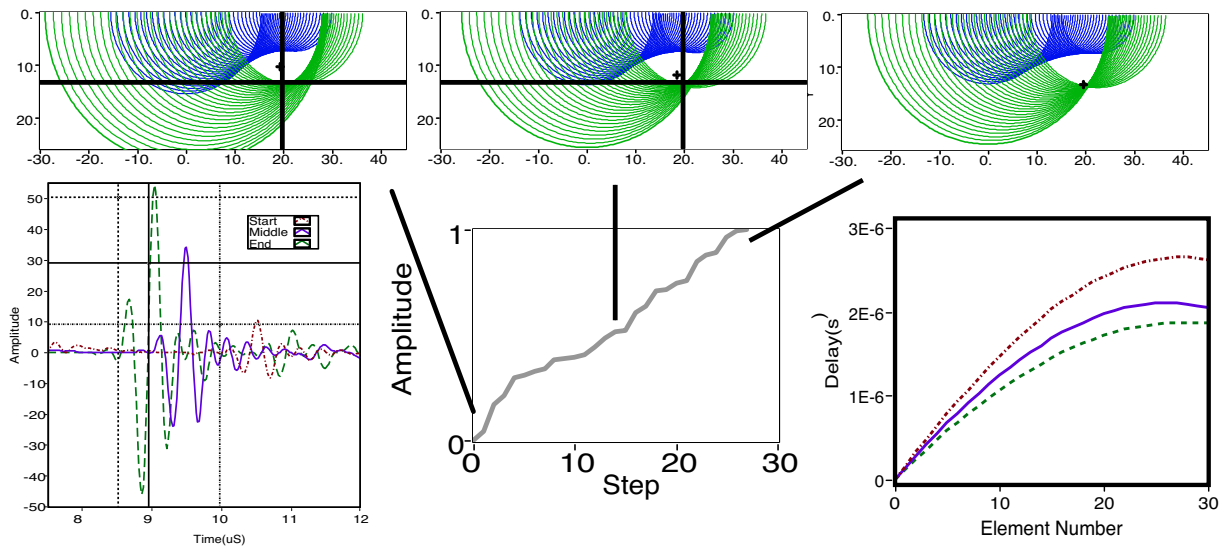 0.
10.
20.
-30. -20. -10. 0.0 10. 20. 30. 40.
0.
10.
20.
-30. -20. -10. 0.0 10. 20. 30. 40.
0.
10.
20.
-30. -20. -10. 0.0 10. 20. 30. 40.
50
40
30
20
10
0
-10
-20
-30
-40
-50
Amplitude
Start
Middle
End
8 9 10 11 12
Time(uS)
1
0
Amplitude
0 10 20 30
Step
3E-6
2E-6
1E-6
0
Delay(s)
0 10 20 30
Element Number